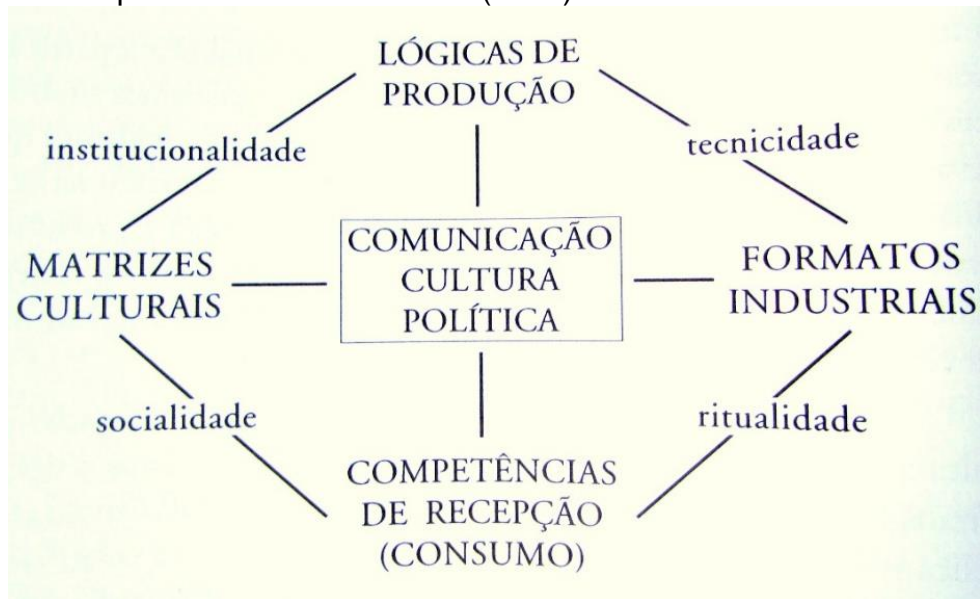 LÓGICAS DE
PRODUÇÃO
institucionalidade
tecnicidade
MATRIZES
CULTURAIS
COMUNICAÇÃO
CULTURA
POLÍTICA
FORMATOS
INDUSTRIAIS
socialidade
ritualidade
COMPETÊNCIAS
DE RECEPÇÃO
(CONSUMO)